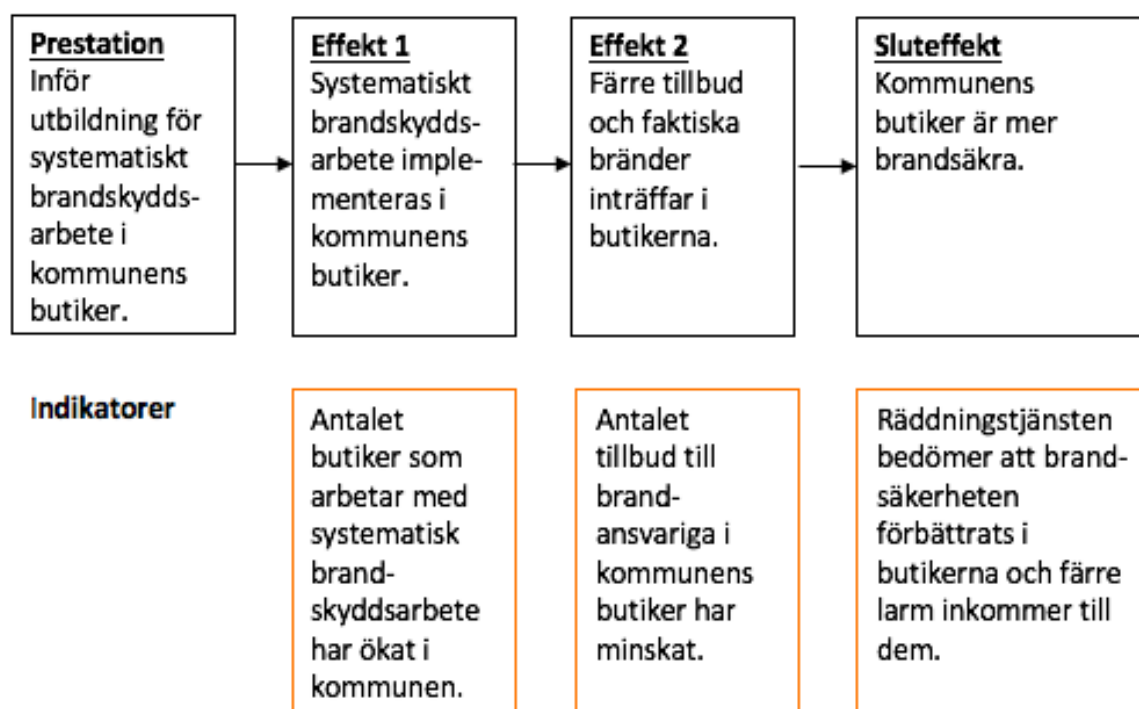 Prestation
Inför
utbildning för
systematiskt
brandskydds-
arbete i
kommunens
butiker.
Effekt 1
Systematiskt
brandskydds-
arbete imple-
menteras i
kommunens
butiker.
Effekt 2
Färre tillbud
och faktiska
bränder
inträffar i
butikerna.
Sluteffekt
Kommunens
butiker är mer
brandsäkra.
Indikatorer
Antalet
butiker som
arbetar med
systematisk
brand-
skyddsarbete
har ökat i
kommunen.
Antalet
tillbud till
brand-
ansvariga i
kommunens
butiker har
minskat.
Räddningstjänsten
bedömer att brand-
säkerheten
förbättrats i
butikerna och färre
larm inkommer till
dem.